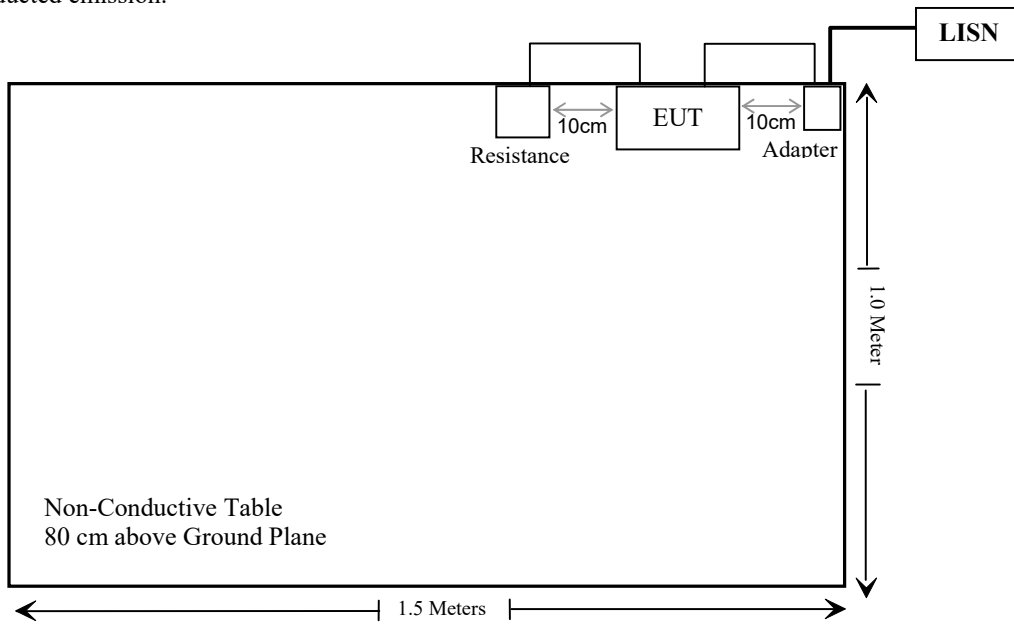 emission:
LISN
EUT
10cm
10cm
Resistance
Adapter
1.0 Meter
Non-Conductive Table
80 cm above Ground Plane
1.5 Meters